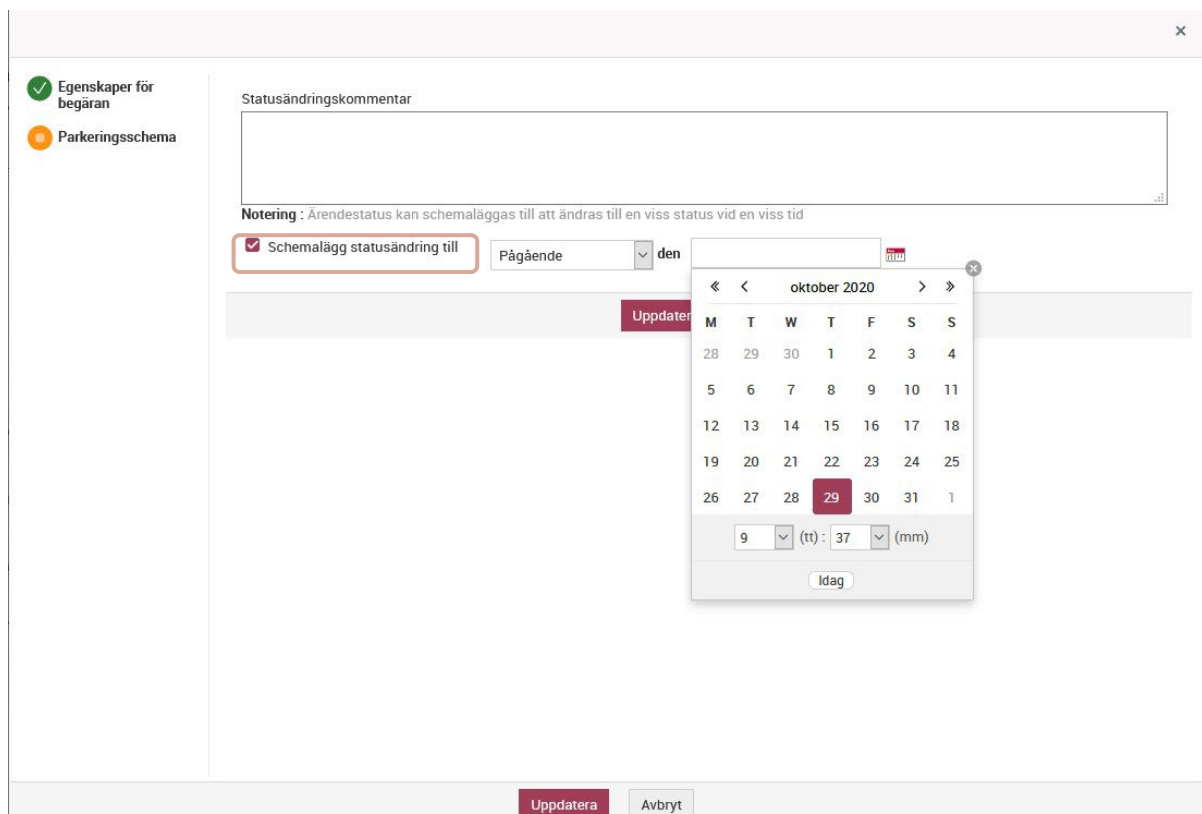 ×
Egenskaper för
begäran
Parkeringsschema
Statusändringskommentar
Notering : Ärendestatus kan schemaläggas till att ändras till en viss status vid en viss tid
Schemalägg statusändring till Pågående den
« ‹ oktober 2020 › »
Uppdater
M T W T F S S
28 29 30 1 2 3 4
5 6 7 8 9 10 11
12 13 14 15 16 17 18
19 20 21 22 23 24 25
26 27 28 29 30 31 1
9 (tt) : 37 (mm)
Idag
Uppdatera Avbryt